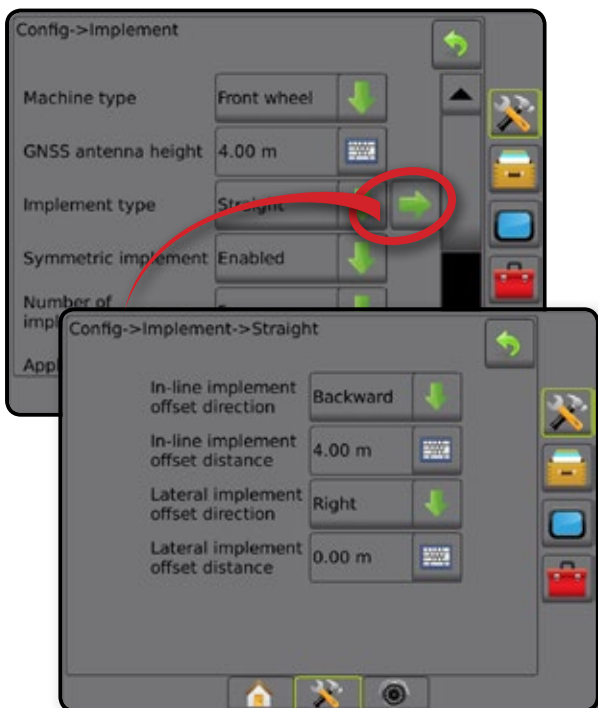 Config->Implement
Machine type Front wheel
GNSS antenna height 4.00 m
Implement type Straight
Symmetric implement Enabled
Number of
Config->Implement->Straight
In-line implement
offset direction Backward
In-line implement
offset distance 4.00 m
Lateral implement
offset direction Right
Lateral implement
offset distance 0.00 m